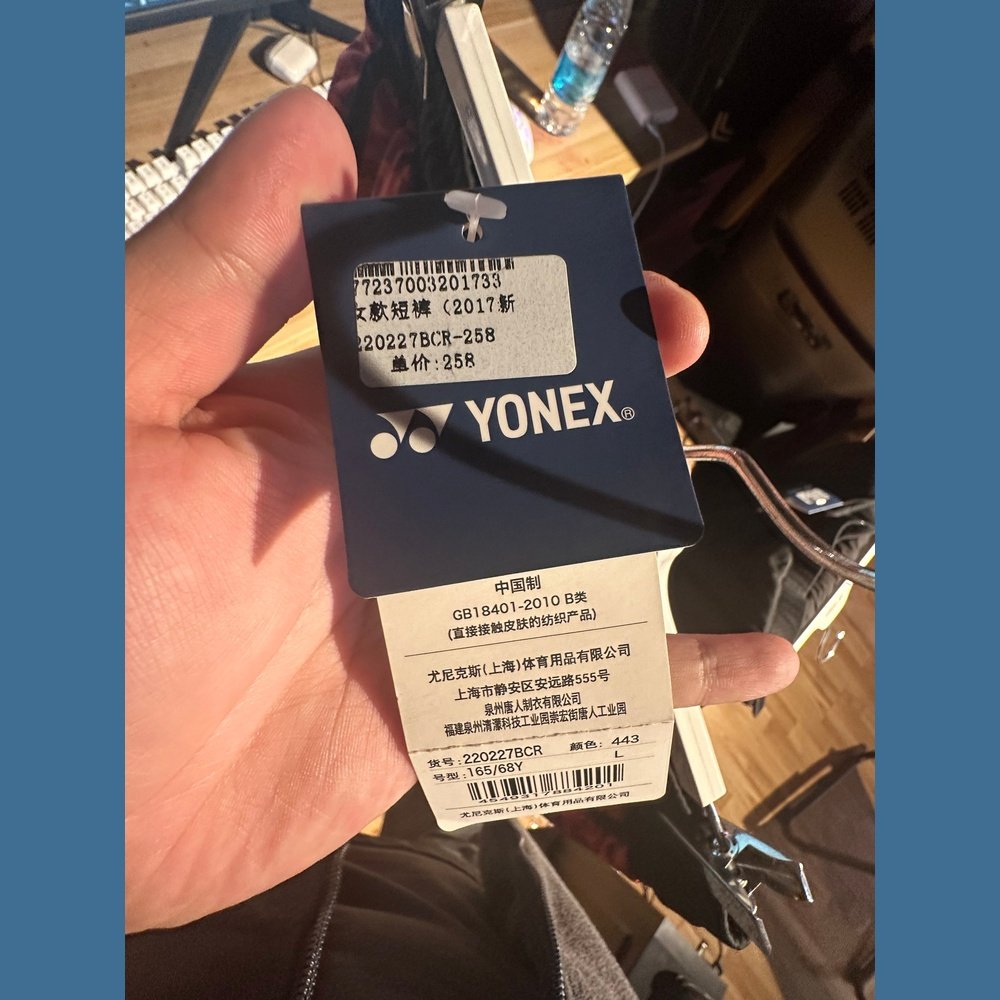 77237003201733
女款短裤（2017新
220227BCR-258
单价:258
YONEX®
中国制
GB18401-2010 B类
(直接接触皮肤的纺织产品)
尤尼克斯(上海)体育用品有限公司
上海市静安区安远路555号
泉州唐人制衣有限公司
福建泉州清濛科技工业园崇宏街唐人工业园
货号:220227BCR 颜色: 443
号型:165/68Y L
4549317884201
尤尼克斯(上海)体育用品有限公司